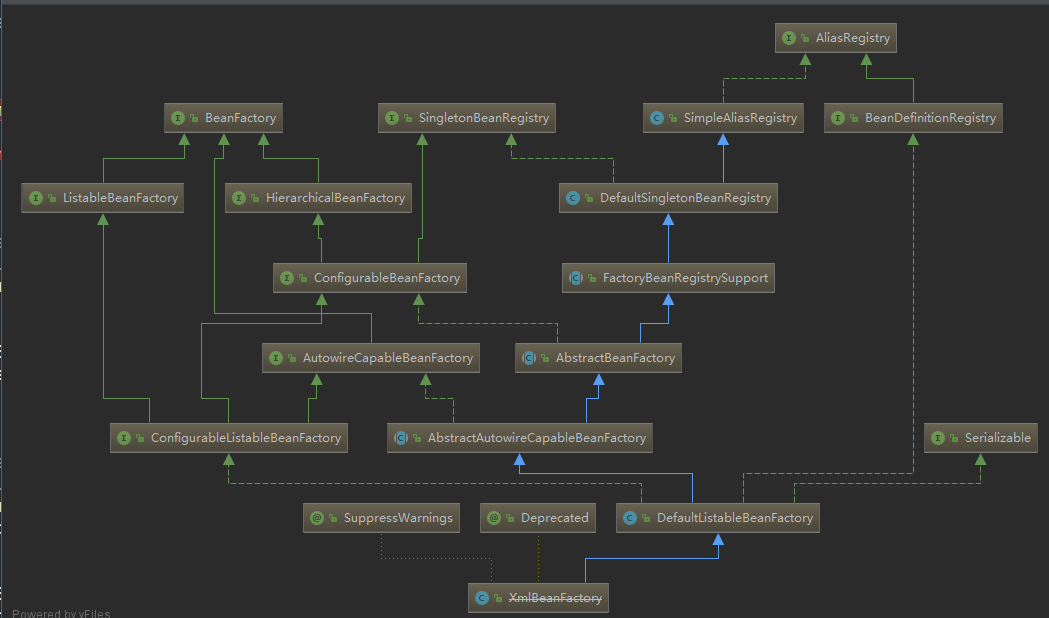 AliasRegistry
BeanFactory
SingletonBeanRegistry
SimpleAliasRegistry
BeanDefinitionRegistry
ListableBeanFactory
HierarchicalBeanFactory
DefaultSingletonBeanRegistry
ConfigurableBeanFactory
FactoryBeanRegistrySupport
AutowireCapableBeanFactory
AbstractBeanFactory
ConfigurableListableBeanFactory
AbstractAutowireCapableBeanFactory
Serializable
SuppressWarnings
Deprecated
DefaultListableBeanFactory
XmlBeanFactory
Powered by yFiles